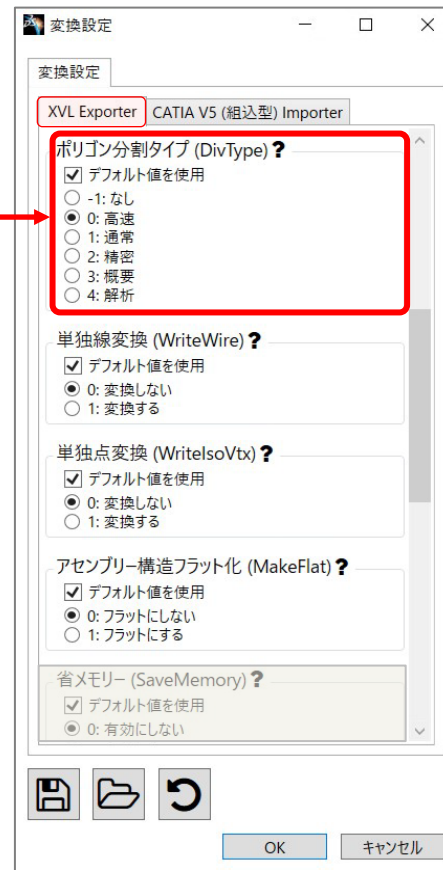 変換設定
変換設定
XVL Exporter
CATIA V5 (組込型) Importer
ポリゴン分割タイプ (DivType) ?
デフォルト値を使用
-1: なし
0: 高速
1: 通常
2: 精密
3: 概要
4: 解析
単独線変換 (WriteWire) ?
デフォルト値を使用
0: 変換しない
1: 変換する
単独点変換 (WriteIsoVtx) ?
デフォルト値を使用
0: 変換しない
1: 変換する
アセンブリー構造フラット化 (MakeFlat) ?
デフォルト値を使用
0: フラットにしない
1: フラットにする
省メモリー (SaveMemory) ?
デフォルト値を使用
0: 有効にしない
OK
キャンセル